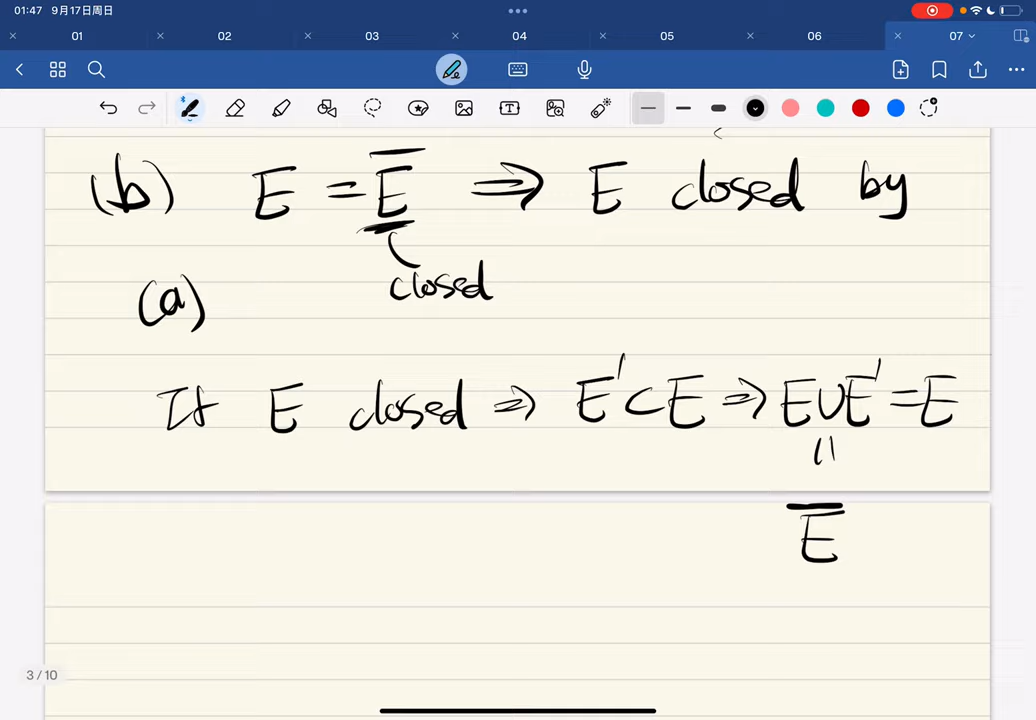 01:47 9月17日周日
01 02 03 04 05 06 07
(b) E = E̅ ⇒ E closed by
closed
(a)
If E closed ⇒ E' ⊂ E ⇒ E ∪ E' = E
||
E̅
3 / 10